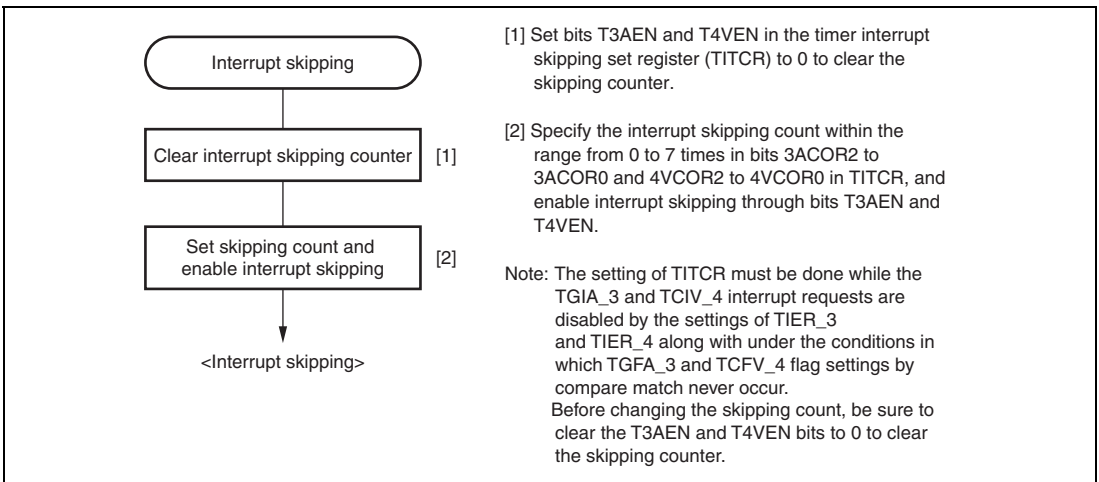 Interrupt skipping
Clear interrupt skipping counter
[1]
Set skipping count and
enable interrupt skipping
[2]
<Interrupt skipping>
[1] Set bits T3AEN and T4VEN in the timer interrupt
skipping set register (TITCR) to 0 to clear the
skipping counter.
[2] Specify the interrupt skipping count within the
range from 0 to 7 times in bits 3ACOR2 to
3ACOR0 and 4VCOR2 to 4VCOR0 in TITCR, and
enable interrupt skipping through bits T3AEN and
T4VEN.
Note: The setting of TITCR must be done while the
TGIA_3 and TCIV_4 interrupt requests are
disabled by the settings of TIER_3
and TIER_4 along with under the conditions in
which TGFA_3 and TCFV_4 flag settings by
compare match never occur.
Before changing the skipping count, be sure to
clear the T3AEN and T4VEN bits to 0 to clear
the skipping counter.